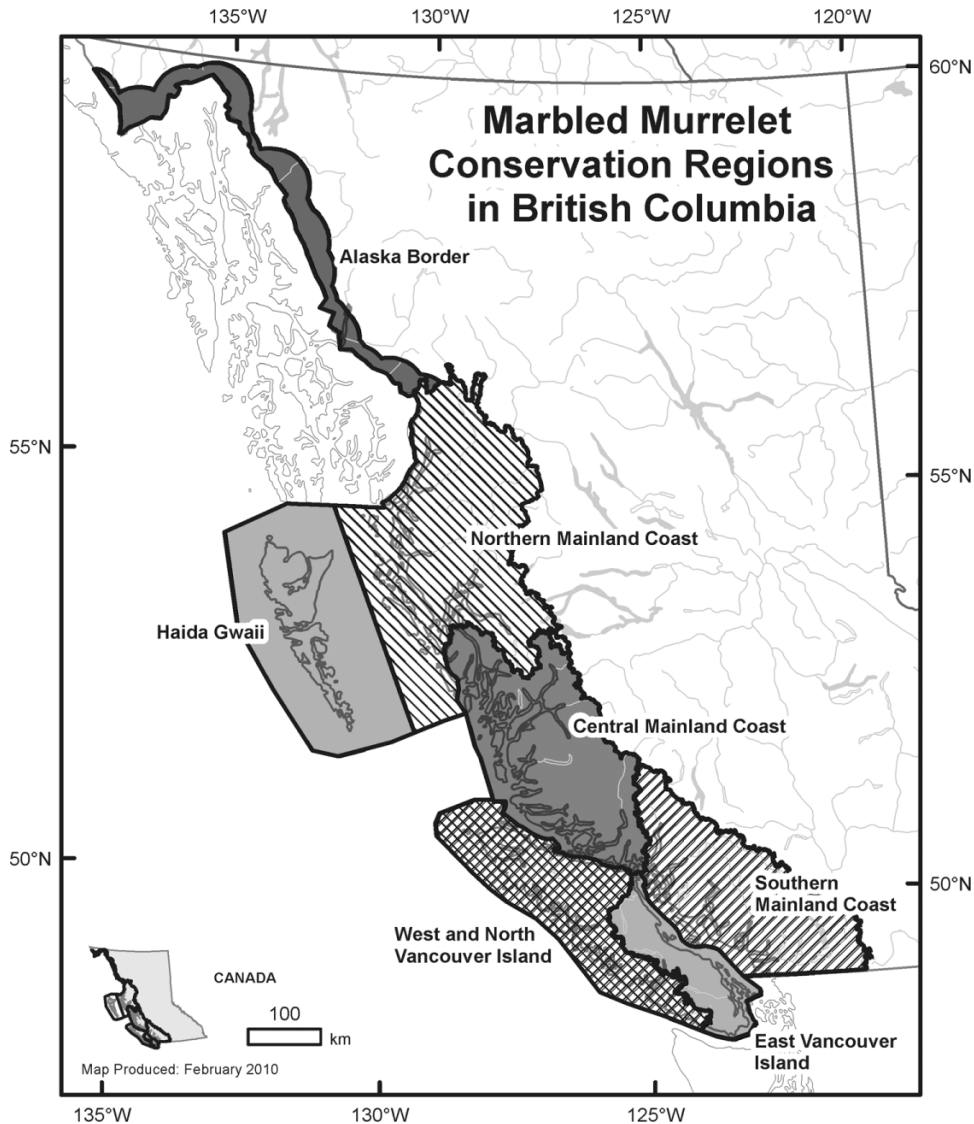 135°W
130°W
125°W
120°W
60°N
Marbled Murrelet
Conservation Regions
in British Columbia
Alaska Border
55°N
55°N
Northern Mainland Coast
Haida Gwaii
Central Mainland Coast
50°N
50°N
Southern
Mainland Coast
West and North
Vancouver Island
CANADA
100
km
East Vancouver
Island
Map Produced: February 2010
135°W
130°W
125°W